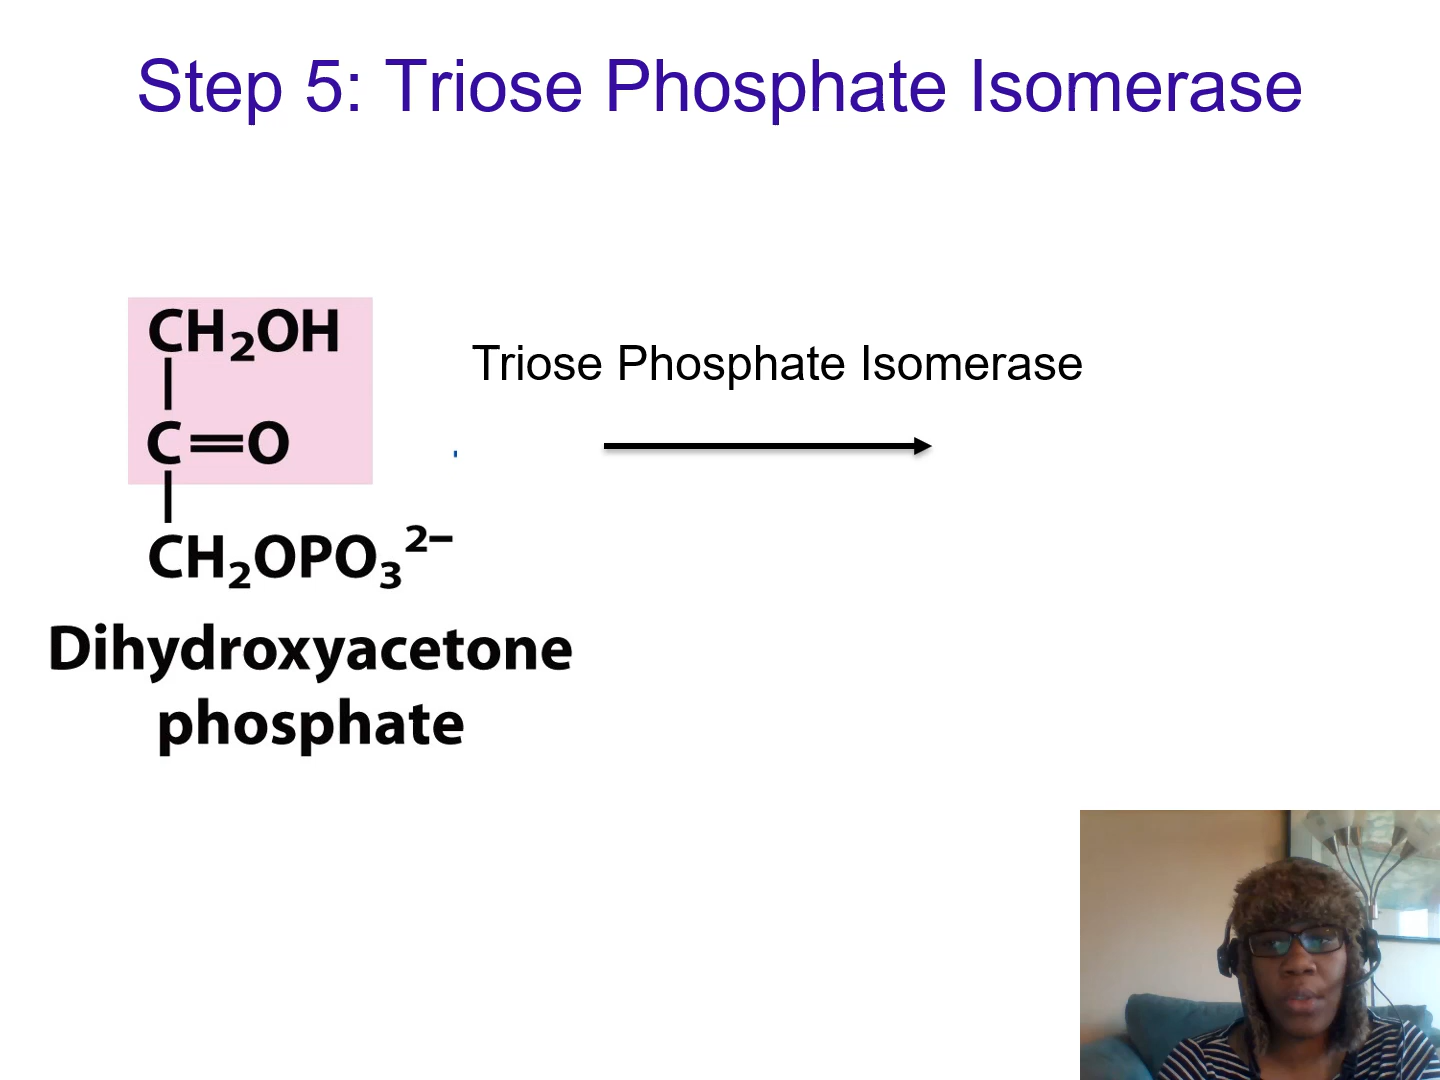 Step 5: Triose Phosphate Isomerase
CH₂OH
Triose Phosphate Isomerase
C=O
CH₂OPO₃²⁻
Dihydroxyacetone
phosphate